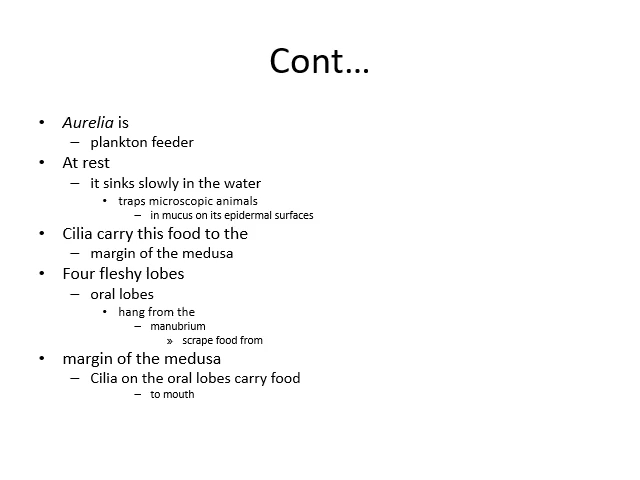 Cont…
• Aurelia is
– plankton feeder
• At rest
– it sinks slowly in the water
• traps microscopic animals
– in mucus on its epidermal surfaces
• Cilia carry this food to the
– margin of the medusa
• Four fleshy lobes
– oral lobes
• hang from the
– manubrium
» scrape food from
• margin of the medusa
– Cilia on the oral lobes carry food
– to mouth